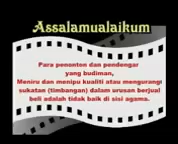 Assalamualaikum
Para penonton dan pendengar
yang budiman,
Meniru dan menipu kualiti atau mengurangi
sukatan (timbangan) dalam urusan berjual
beli adalah tidak baik di sisi agama.